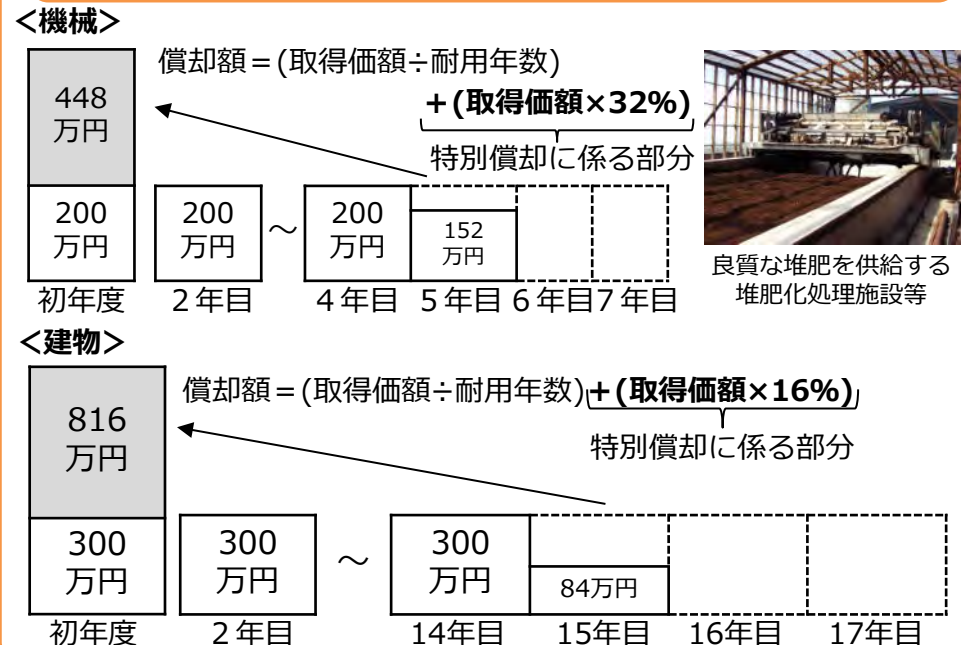 ＜機械＞
償却額＝(取得価額÷耐用年数)
＋(取得価額×32%)
特別償却に係る部分
448
万円
200
万円
200
万円
～
200
万円
152
万円
初年度 ２年目 ４年目 ５年目 ６年目 ７年目
良質な堆肥を供給する
堆肥化処理施設等
＜建物＞
償却額＝(取得価額÷耐用年数)＋(取得価額×16%)
特別償却に係る部分
816
万円
300
万円
300
万円
～
300
万円
84万円
初年度 ２年目 14年目 15年目 16年目 17年目